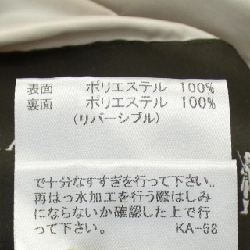 表面 ポリエステル 100%
裏面 ポリエステル 100%
(リバーシブル)
で十分なすすぎを行って下さい。
再はっ水加工を行う際はしみ
にならないか確認した上で行
って下さい。 KA-68